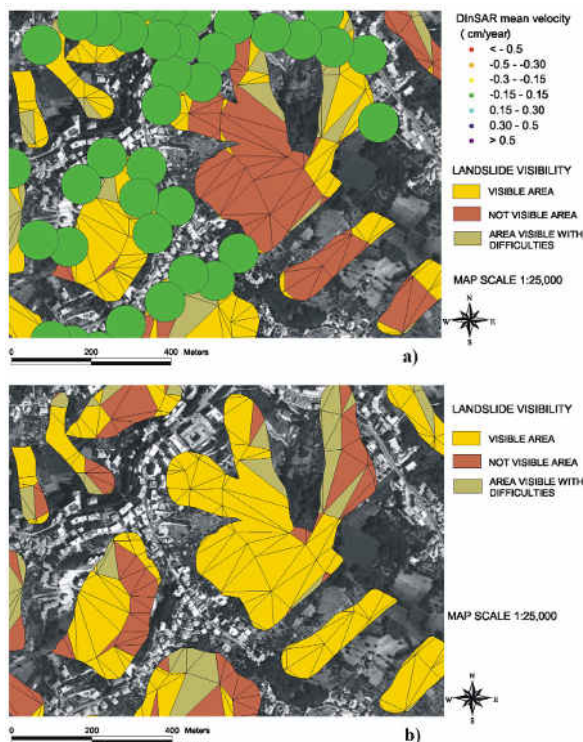 DInSAR mean velocity
( cm/year)
< - 0.5
-0.5 - -0.30
-0.3 - -0.15
-0.15 - 0.15
0.15 - 0.30
0.30 - 0.5
> 0.5
LANDSLIDE VISIBILITY
VISIBLE AREA
NOT VISIBLE AREA
AREA VISIBLE WITH
DIFFICULTIES
MAP SCALE 1:25,000
N
W E
S
0 200 400 Meters
a)
LANDSLIDE VISIBILITY
VISIBLE AREA
NOT VISIBLE AREA
AREA VISIBLE WITH
DIFFICULTIES
MAP SCALE 1:25,000
N
W E
S
0 200 400 Meters
b)